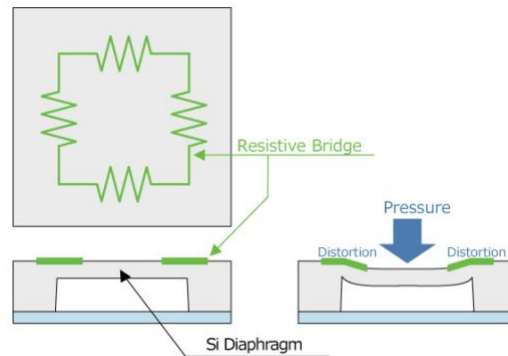 Resistive Bridge
Pressure
Distortion
Distortion
Si Diaphragm